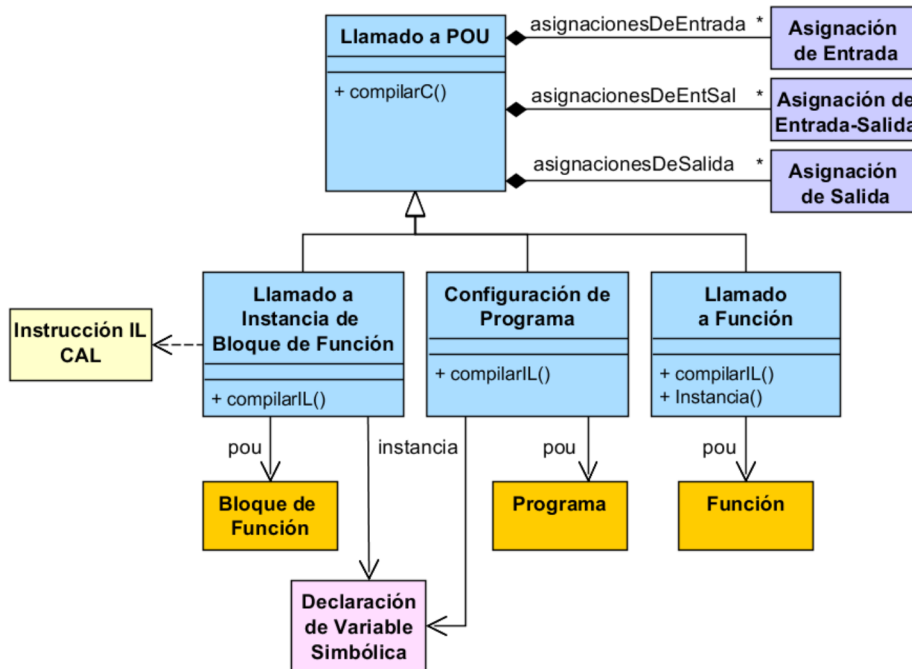 Llamado a POU
+ compilarC()
asignacionesDeEntrada *
Asignación
de Entrada
asignacionesDeEntSal *
Asignación de
Entrada-Salida
asignacionesDeSalida *
Asignación
de Salida
Instrucción IL
CAL
Llamado a
Instancia de
Bloque de Función
+ compilarIL()
Configuración de
Programa
+ compilarIL()
Llamado
a Función
+ compilarIL()
+ Instancia()
pou
instancia
pou
pou
Bloque de
Función
Programa
Función
Declaración
de Variable
Simbólica